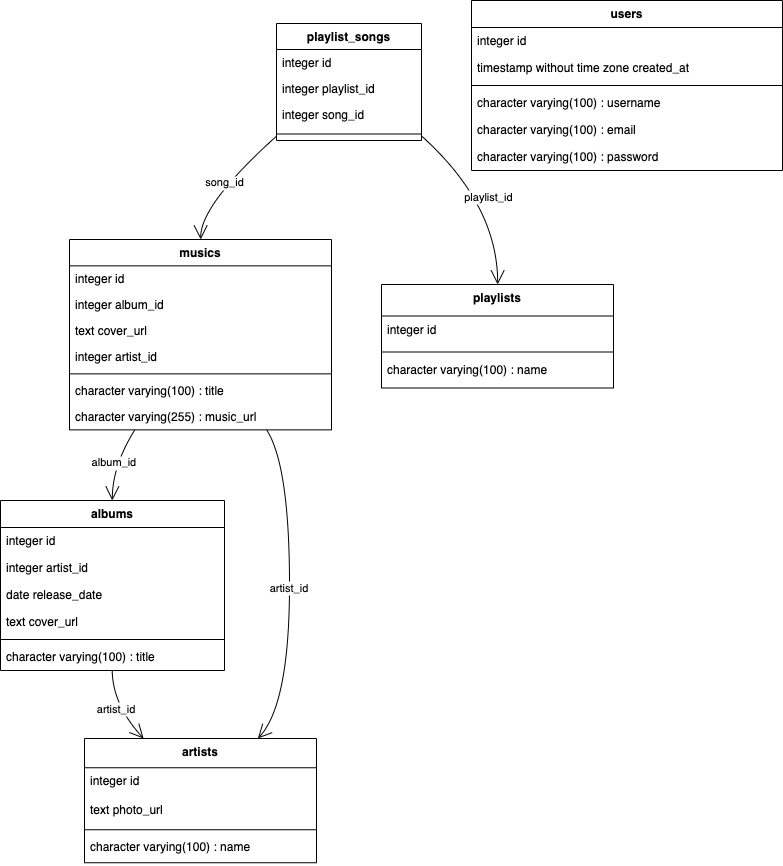 playlist_songs
integer id
integer playlist_id
integer song_id
users
integer id
timestamp without time zone created_at
character varying(100) : username
character varying(100) : email
character varying(100) : password
song_id
playlist_id
musics
integer id
integer album_id
text cover_url
integer artist_id
character varying(100) : title
character varying(255) : music_url
playlists
integer id
character varying(100) : name
album_id
artist_id
albums
integer id
integer artist_id
date release_date
text cover_url
character varying(100) : title
artist_id
artists
integer id
text photo_url
character varying(100) : name